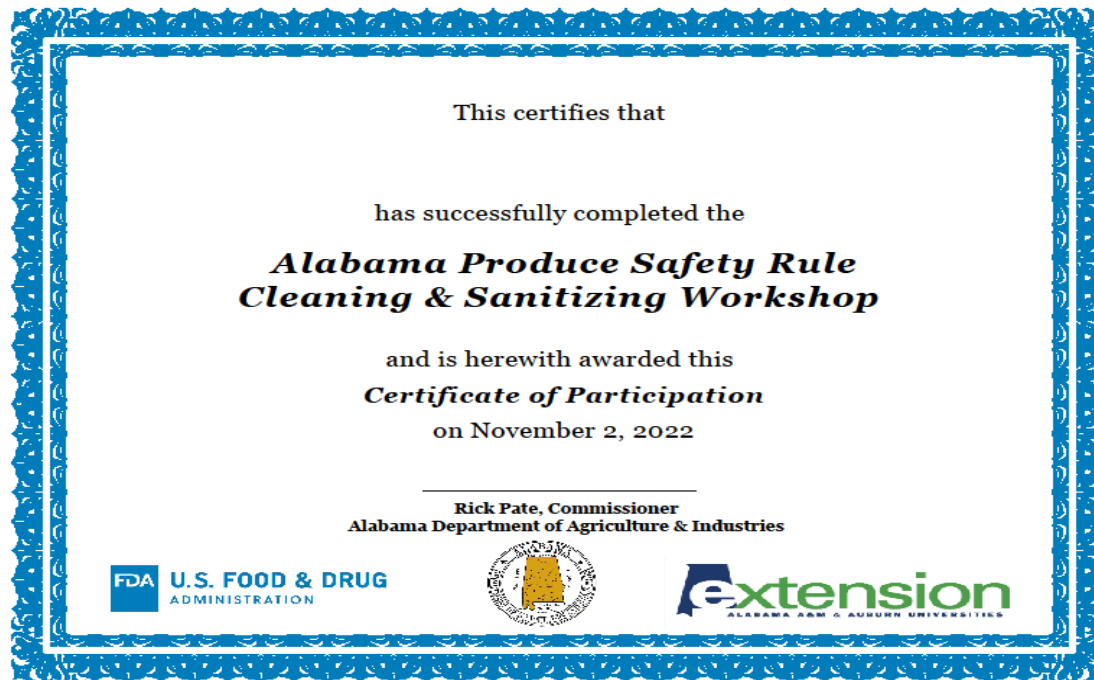 This certifies that
has successfully completed the
Alabama Produce Safety Rule
Cleaning & Sanitizing Workshop
and is herewith awarded this
Certificate of Participation
on November 2, 2022
Rick Pate, Commissioner
Alabama Department of Agriculture & Industries
FDA U.S. FOOD & DRUG
ADMINISTRATION
extension
ALABAMA A&M & AUBURN UNIVERSITIES